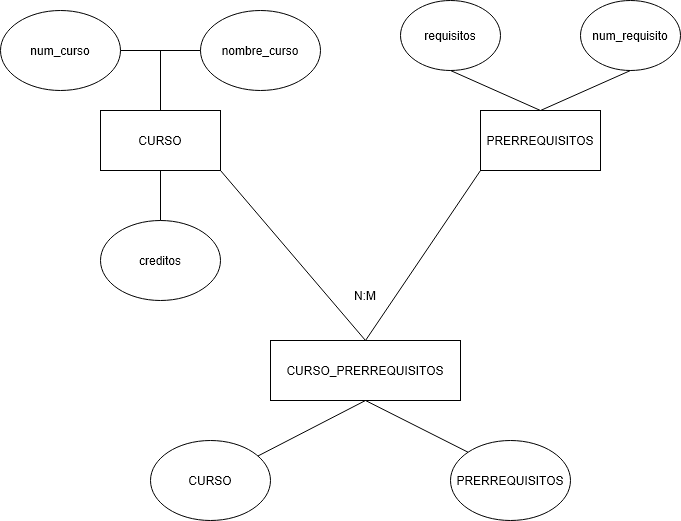 num_curso
nombre_curso
requisitos
num_requisito
CURSO
PRERREQUISITOS
creditos
N:M
CURSO_PRERREQUISITOS
CURSO
PRERREQUISITOS